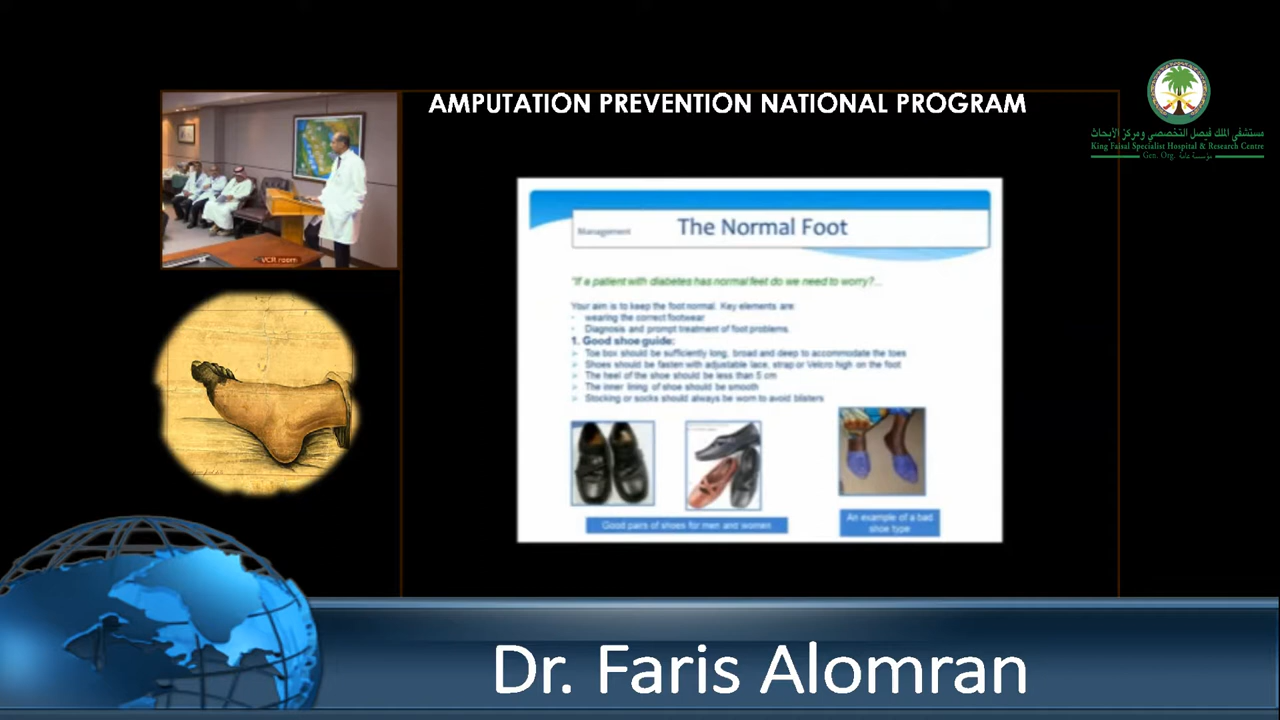 AMPUTATION PREVENTION NATIONAL PROGRAM
مستشفى الملك فيصل التخصصي ومركز الأبحاث
King Faisal Specialist Hospital & Research Centre
Gen. Org. مؤسسة عامة
VCR room
Management
The Normal Foot
"If a patient with diabetes has normal feet do we need to worry?...
Your aim is to keep the foot normal. Key elements are:
• wearing the correct footwear
• Diagnosis and prompt treatment of foot problems.
1. Good shoe guide:
➢ Toe box should be sufficiently long, broad and deep to accommodate the toes
➢ Shoes should be fasten with adjustable lace, strap or Velcro high on the foot
➢ The heel of the shoe should be less than 5 cm
➢ The inner lining of shoe should be smooth
➢ Stocking or socks should always be worn to avoid blisters
Good pairs of shoes for men and women
An example of a bad
shoe type
Dr. Faris Alomran